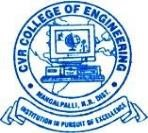 CVR COLLEGE OF ENGINEERING
MANGALPALLI, R.R. DIST.
INSTITUTION IN PURSUIT OF EXCELLENCE